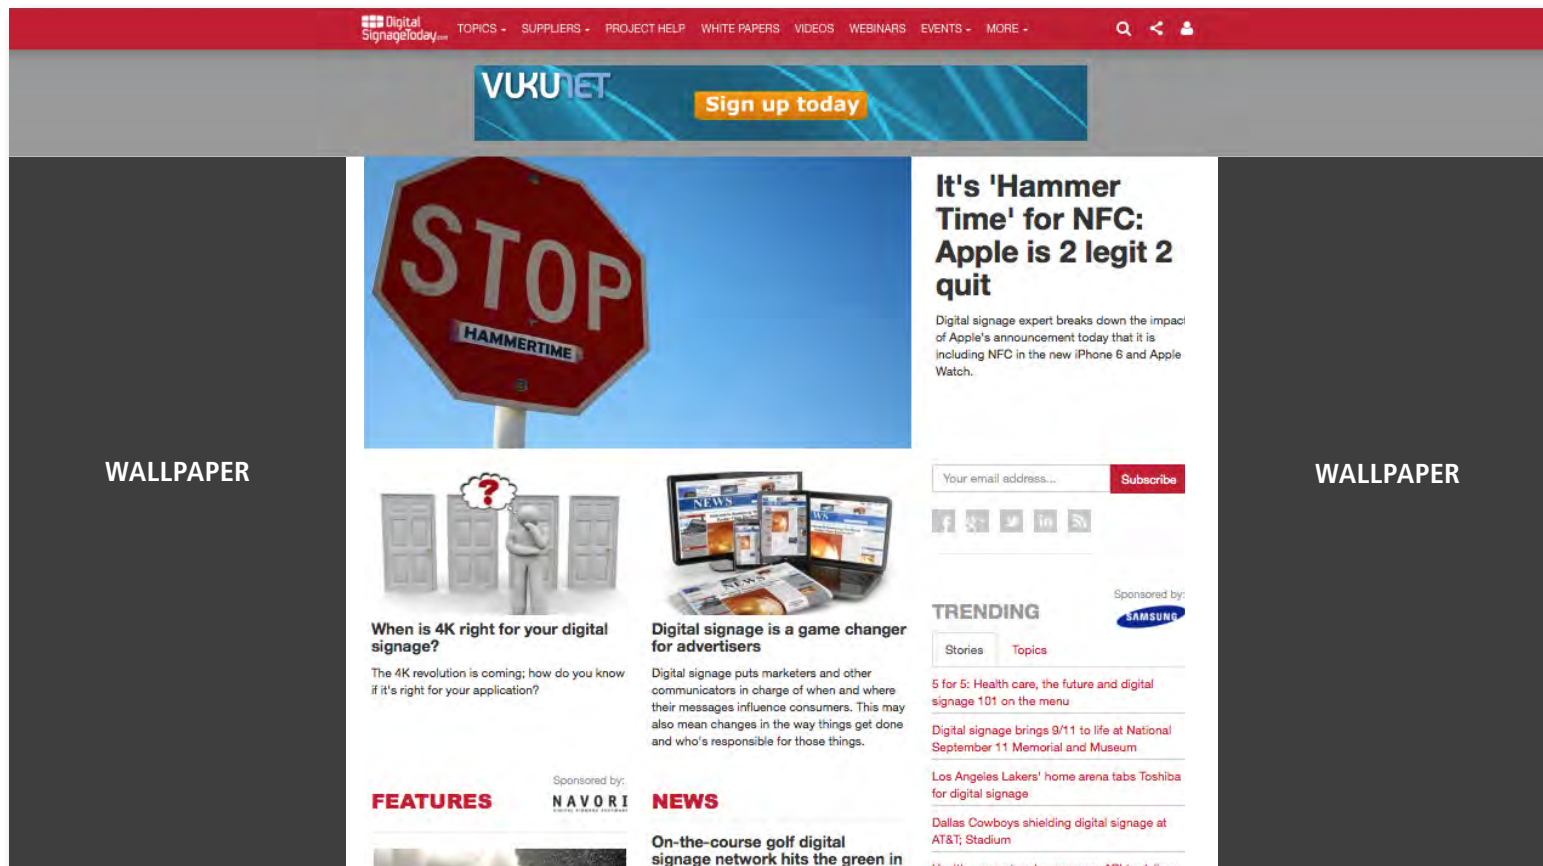 Digital
SignageToday.com
TOPICS
SUPPLIERS
PROJECT HELP
WHITE PAPERS
VIDEOS
WEBINARS
EVENTS
MORE
VUKUNET
Sign up today
STOP
HAMMERTIME
It's 'Hammer
Time' for NFC:
Apple is 2 legit 2
quit
Digital signage expert breaks down the impact
of Apple's announcement today that it is
including NFC in the new iPhone 6 and Apple
Watch.
WALLPAPER
WALLPAPER
?
NEWS
NEWS
NEWS
When is 4K right for your digital
signage?
The 4K revolution is coming; how do you know
if it's right for your application?
Digital signage is a game changer
for advertisers
Digital signage puts marketers and other
communicators in charge of when and where
their messages influence consumers. This may
also mean changes in the way things get done
and who's responsible for those things.
Your email address...
Subscribe
f
g+
in
TRENDING
Sponsored by:
SAMSUNG
Stories
Topics
5 for 5: Health care, the future and digital
signage 101 on the menu
Digital signage brings 9/11 to life at National
September 11 Memorial and Museum
Los Angeles Lakers' home arena tabs Toshiba
for digital signage
Dallas Cowboys shielding digital signage at
AT&T; Stadium
FEATURES
Sponsored by:
NAVORI
DIGITAL SIGNAGE SOFTWARE
NEWS
On-the-course golf digital
signage network hits the green in